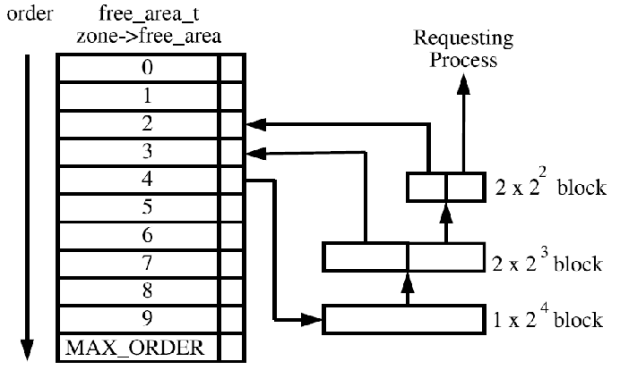 order
free_area_t
zone->free_area
Requesting
Process
0
1
2
3
4
5
6
7
8
9
MAX_ORDER
2 x 2^2 block
2 x 2^3 block
1 x 2^4 block